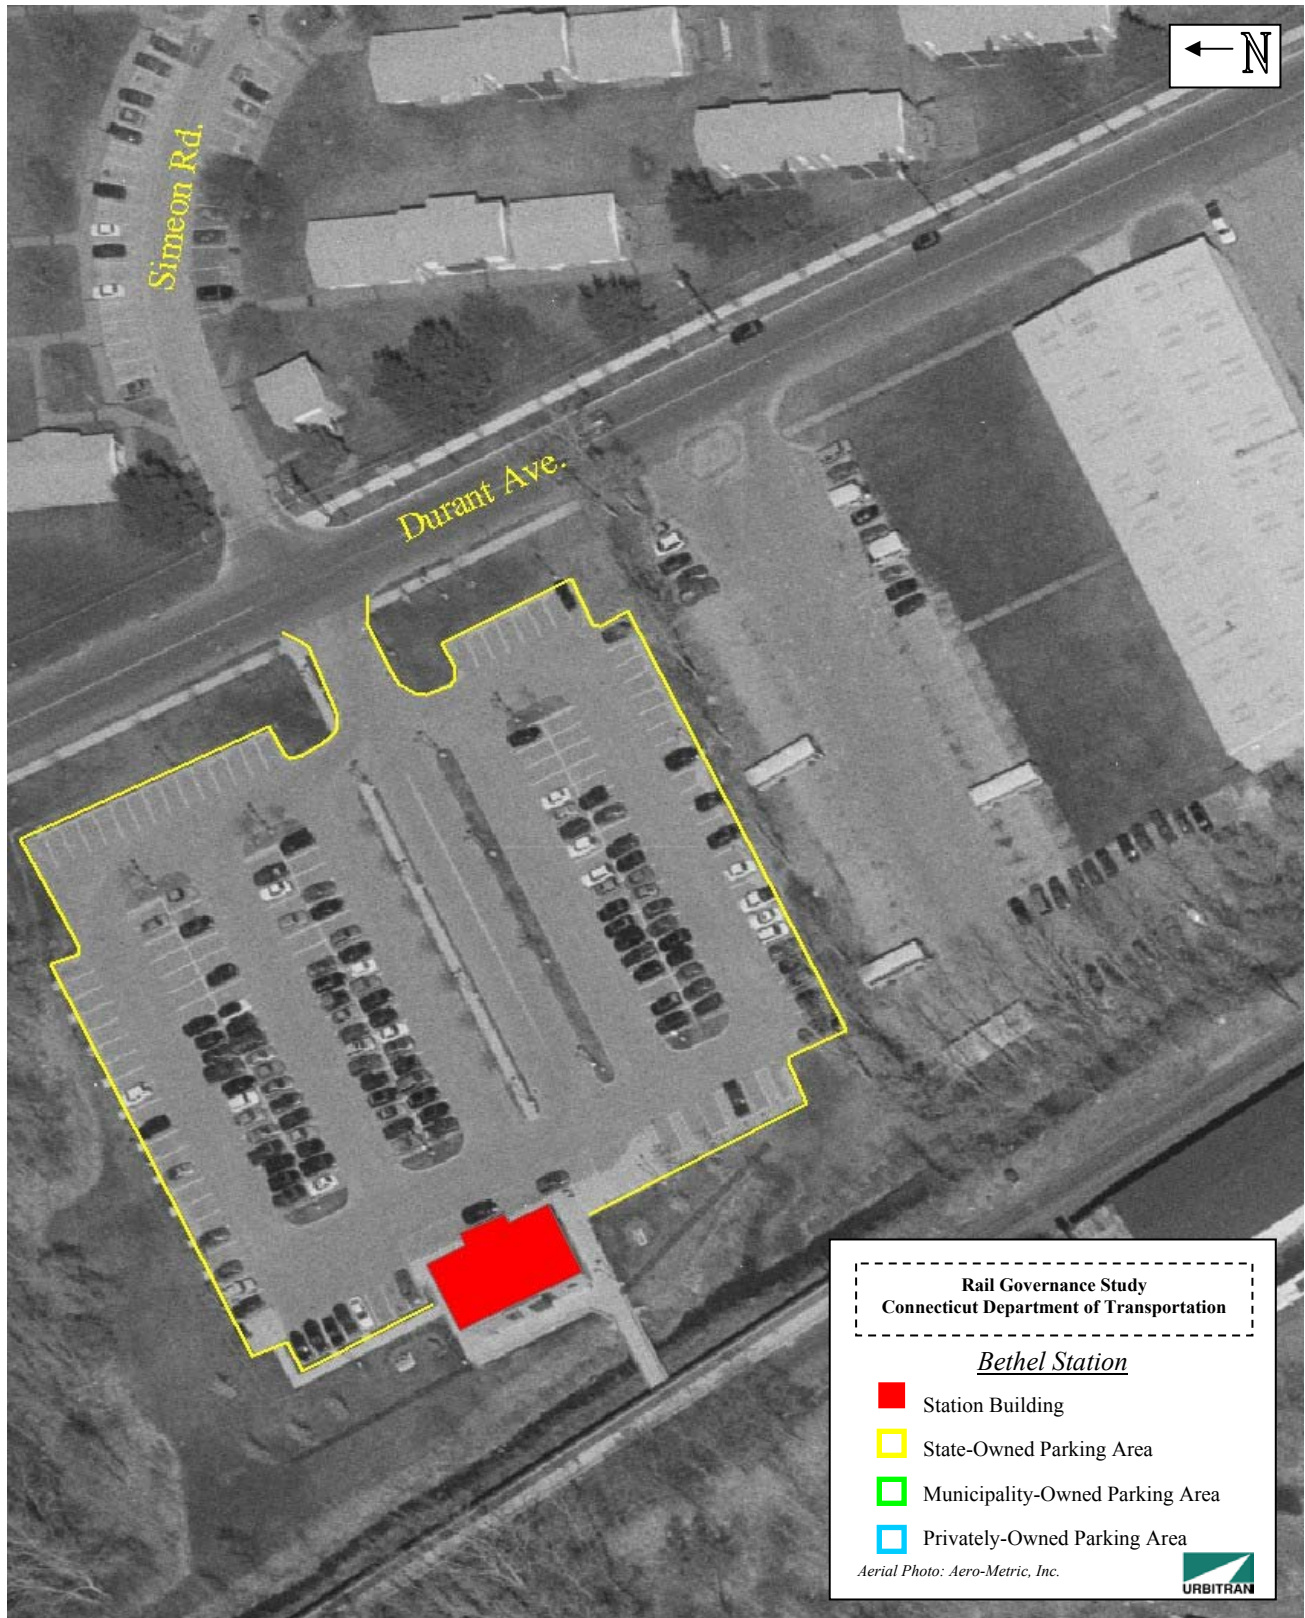 N
Simeon Rd.
Durant Ave.
Rail Governance Study
Connecticut Department of Transportation
Bethel Station
Station Building
State-Owned Parking Area
Municipality-Owned Parking Area
Privately-Owned Parking Area
Aerial Photo: Aero-Metric, Inc.
URBITRAN